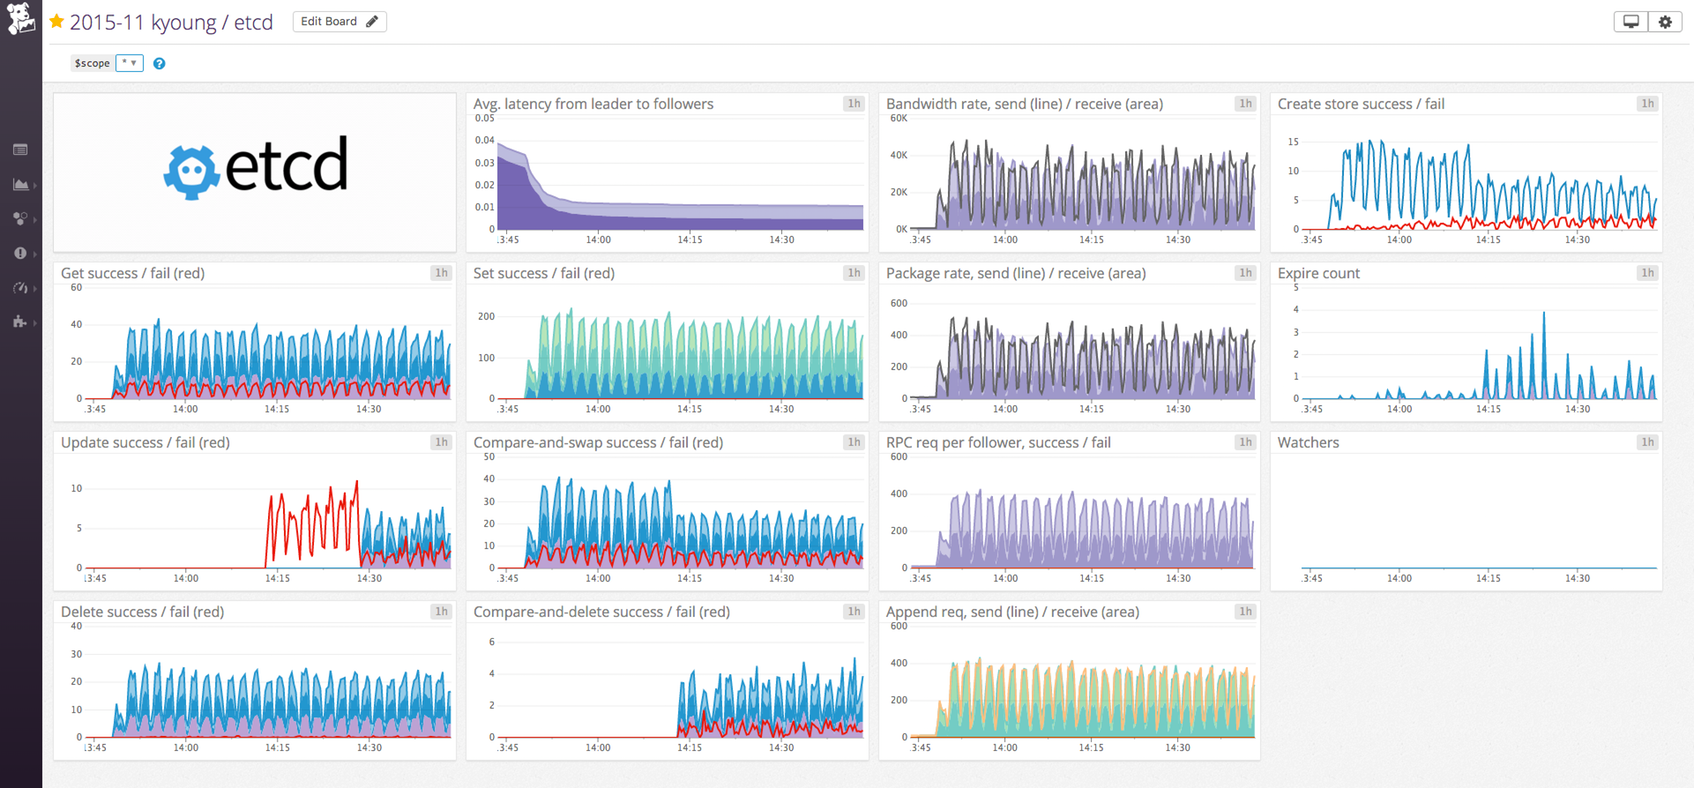 2015-11 kyoung / etcd
Edit Board
$scope
*
?
etcd
Avg. latency from leader to followers 1h
0.05
0.04
0.03
0.02
0.01
0
:3:45 14:00 14:15 14:30
Bandwidth rate, send (line) / receive (area) 1h
60K
40K
20K
0K
3:45 14:00 14:15 14:30
Create store success / fail 1h
15
10
5
0
:3:45 14:00 14:15 14:30
Get success / fail (red) 1h
60
40
20
0
:3:45 14:00 14:15 14:30
Set success / fail (red) 1h
200
100
0
:3:45 14:00 14:15 14:30
Package rate, send (line) / receive (area) 1h
600
400
200
0
3:45 14:00 14:15 14:30
Expire count 1h
5
4
3
2
1
0
:3:45 14:00 14:15 14:30
Update success / fail (red) 1h
10
5
0
:3:45 14:00 14:15 14:30
Compare-and-swap success / fail (red) 1h
50
40
30
20
10
0
:3:45 14:00 14:15 14:30
RPC req per follower, success / fail 1h
600
400
200
0
3:45 14:00 14:15 14:30
Watchers 1h
:3:45 14:00 14:15 14:30
Delete success / fail (red) 1h
40
30
20
10
0
:3:45 14:00 14:15 14:30
Compare-and-delete success / fail (red) 1h
6
4
2
0
:3:45 14:00 14:15 14:30
Append req, send (line) / receive (area) 1h
600
400
200
0
3:45 14:00 14:15 14:30